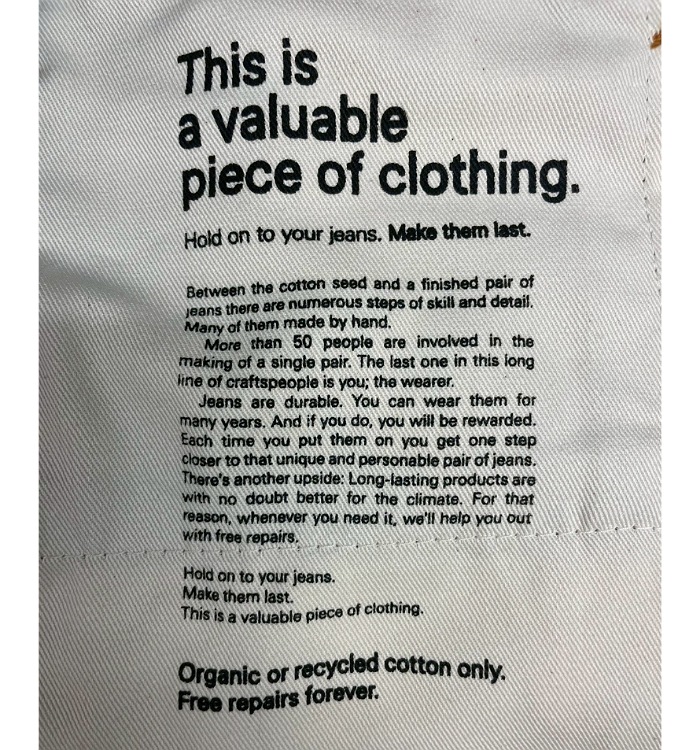 This is
a valuable
piece of clothing.
Hold on to your jeans. Make them last.
Between the cotton seed and a finished pair of
jeans there are numerous steps of skill and detail.
Many of them made by hand.
More than 50 people are involved in the
making of a single pair. The last one in this long
line of craftspeople is you; the wearer.
Jeans are durable. You can wear them for
many years. And if you do, you will be rewarded.
Each time you put them on you get one step
closer to that unique and personable pair of jeans.
There's another upside: Long-lasting products are
with no doubt better for the climate. For that
reason, whenever you need it, we'll help you out
with free repairs.
Hold on to your jeans.
Make them last.
This is a valuable piece of clothing.
Organic or recycled cotton only.
Free repairs forever.